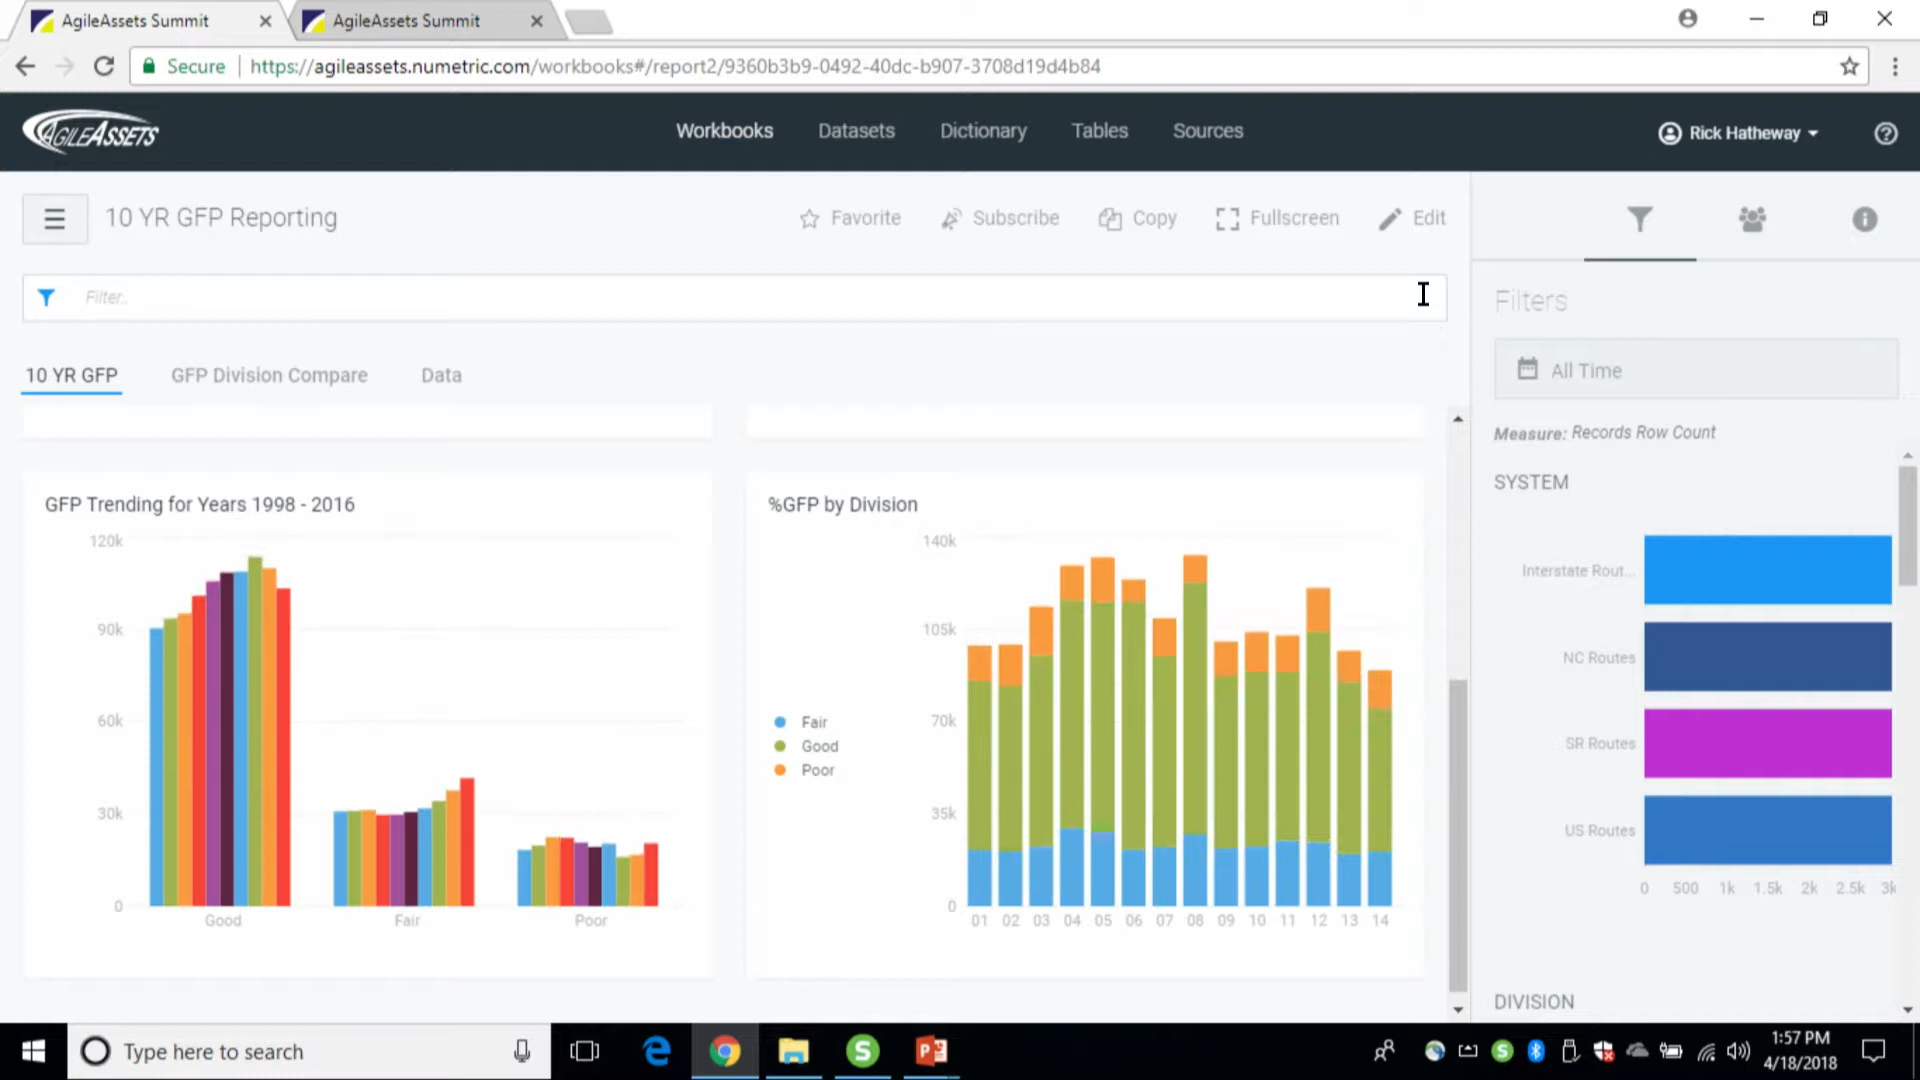 AgileAssets Summit
AgileAssets Summit
Secure
https://agileassets.numetric.com/workbooks#/report2/9360b3b9-0492-40dc-b907-3708d19d4b84
AGILEASSETS
Workbooks Datasets Dictionary Tables Sources
Rick Hatheway
10 YR GFP Reporting
Favorite Subscribe Copy Fullscreen Edit
Filter..
10 YR GFP GFP Division Compare Data
GFP Trending for Years 1998 - 2016
120k
90k
60k
30k
0
Good Fair Poor
%GFP by Division
140k
105k
70k
35k
0
Fair
Good
Poor
01 02 03 04 05 06 07 08 09 10 11 12 13 14
Filters
All Time
Measure: Records Row Count
SYSTEM
Interstate Rout...
NC Routes
SR Routes
US Routes
0 500 1k 1.5k 2k 2.5k 3k
DIVISION
Type here to search
1:57 PM
4/18/2018